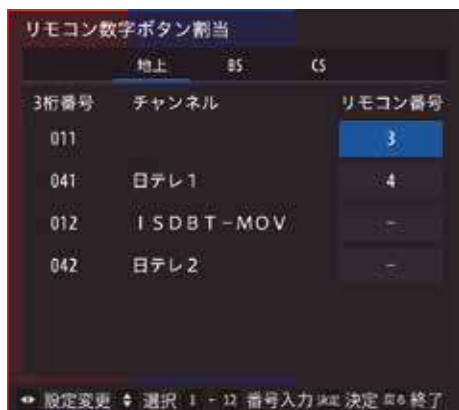 リモコン数字ボタン割当
地上 BS CS
3桁番号 チャンネル リモコン番号
011 3
041 日テレ1 4
012 ISDBT-MOV -
042 日テレ2 -
設定変更 選択 1 - 12 番号入力 決定 決定 戻る 終了